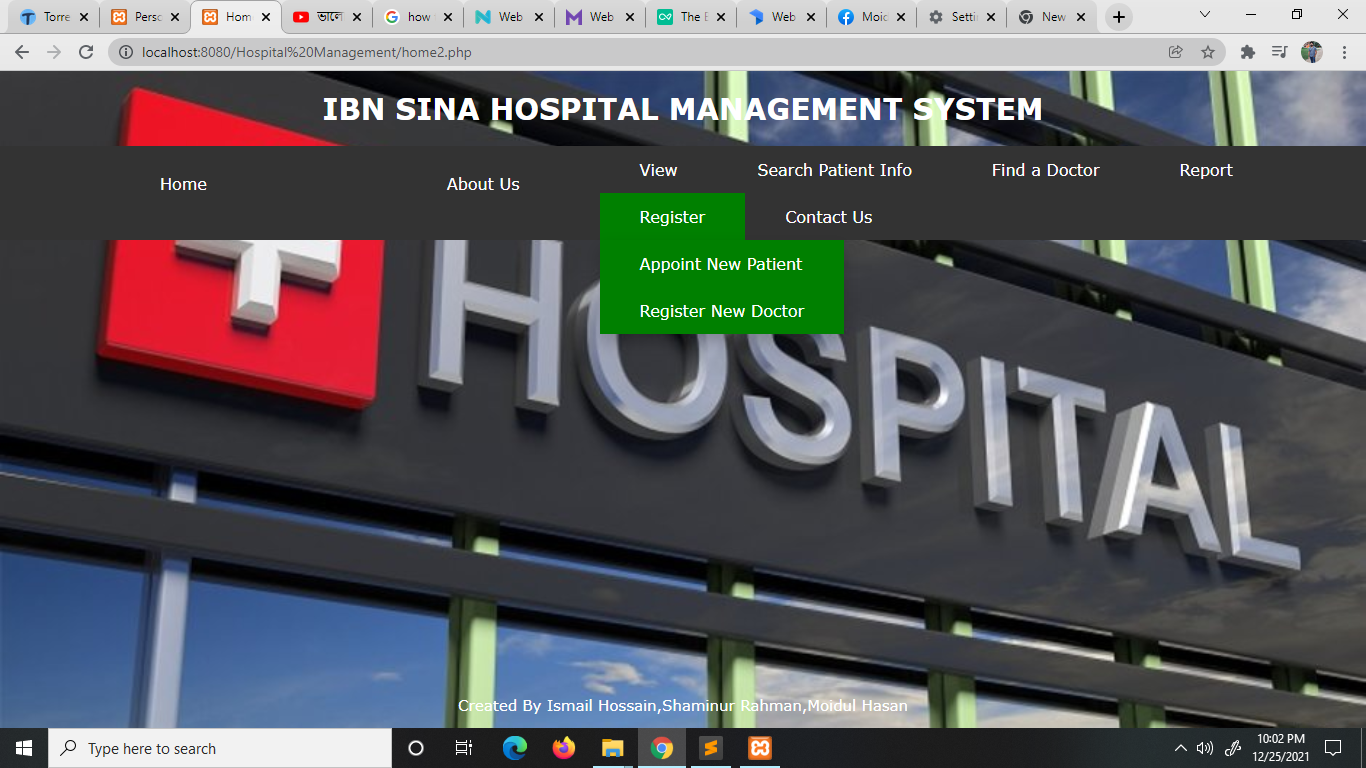 Torre
Perso
Hom
ভালে
how
Web
Web
The E
Web
Moid
Settin
New
localhost:8080/Hospital%20Management/home2.php
IBN SINA HOSPITAL MANAGEMENT SYSTEM
Home
About Us
View
Search Patient Info
Find a Doctor
Report
Register
Contact Us
Appoint New Patient
Register New Doctor
HOSPITAL
Created By Ismail Hossain,Shaminur Rahman,Moidul Hasan
Type here to search
10:02 PM
12/25/2021